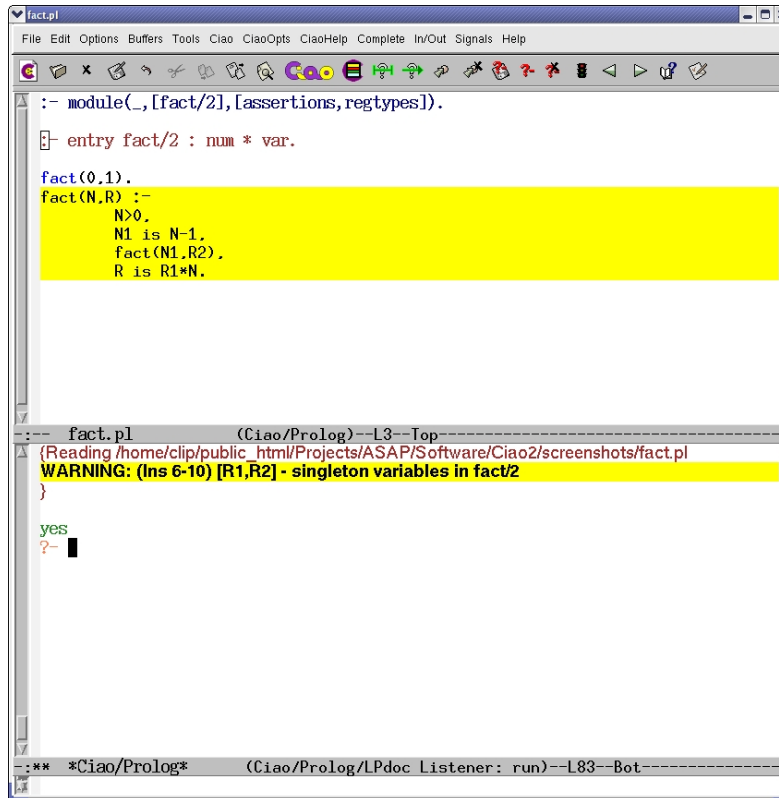 fact.pl
File Edit Options Buffers Tools Ciao CiaoOpts CiaoHelp Complete In/Out Signals Help
Ciao
:- module(_,[fact/2],[assertions,regtypes]).
:- entry fact/2 : num * var.
fact(0,1).
fact(N,R) :-
N>0,
N1 is N-1,
fact(N1,R2),
R is R1*N.
-:-- fact.pl (Ciao/Prolog)--L3--Top----------------------------------------
{Reading /home/clip/public_html/Projects/ASAP/Software/Ciao2/screenshots/fact.pl
WARNING: (lns 6-10) [R1,R2] - singleton variables in fact/2
}
yes
?-
-:** *Ciao/Prolog* (Ciao/Prolog/LPdoc Listener: run)--L83--Bot---------------